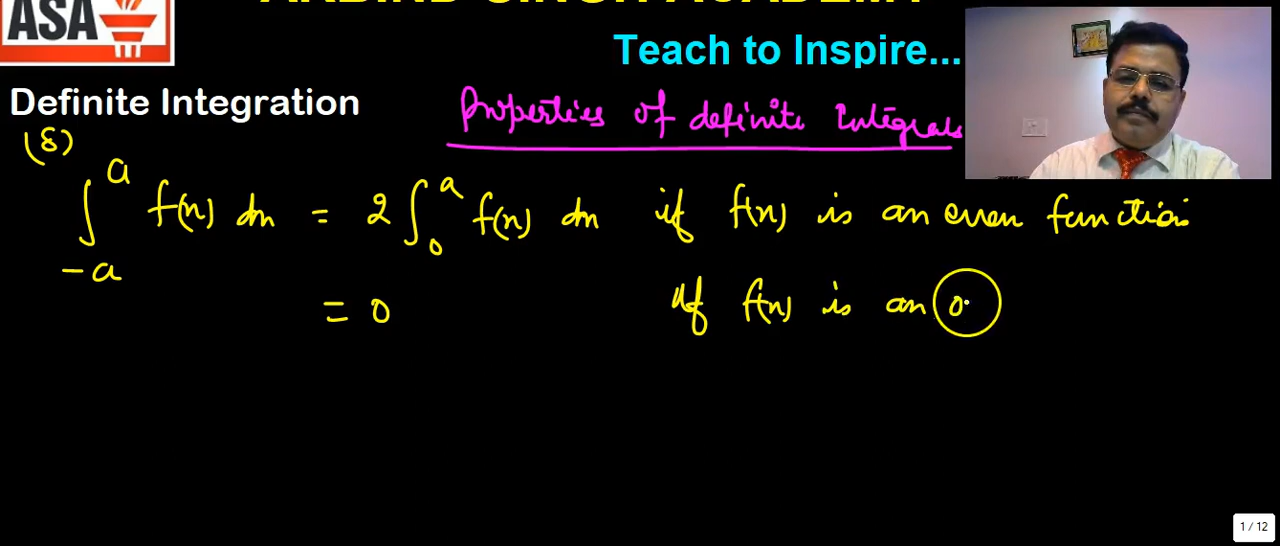 ASA
Teach to Inspire...
Definite Integration
Properties of definite Integrals
(8)
∫_{-a}^{a} f(x) dx = 2 ∫_{0}^{a} f(x) dx if f(x) is an even function
= 0 if f(x) is an o
1 / 12